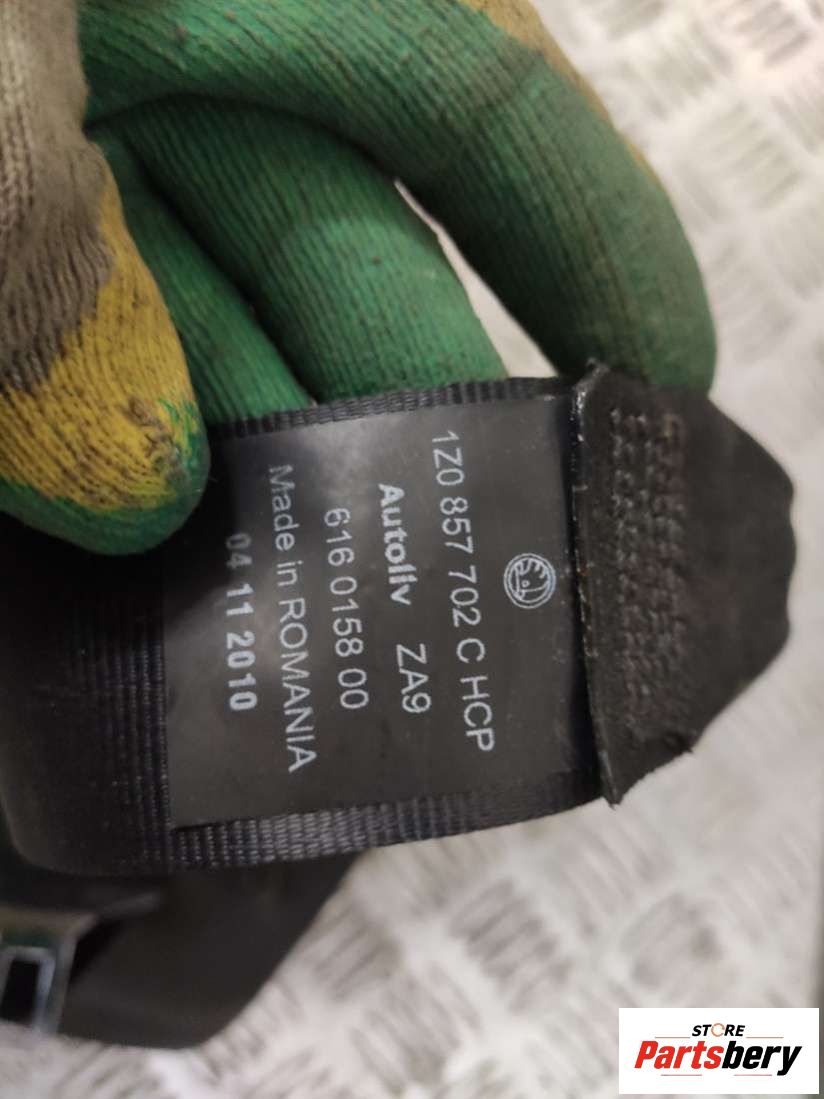 1Z0 857 702 C HCP
Autoliv ZA9
616 0158 00
Made in ROMANIA
04 11 2010
STORE
Partsbery